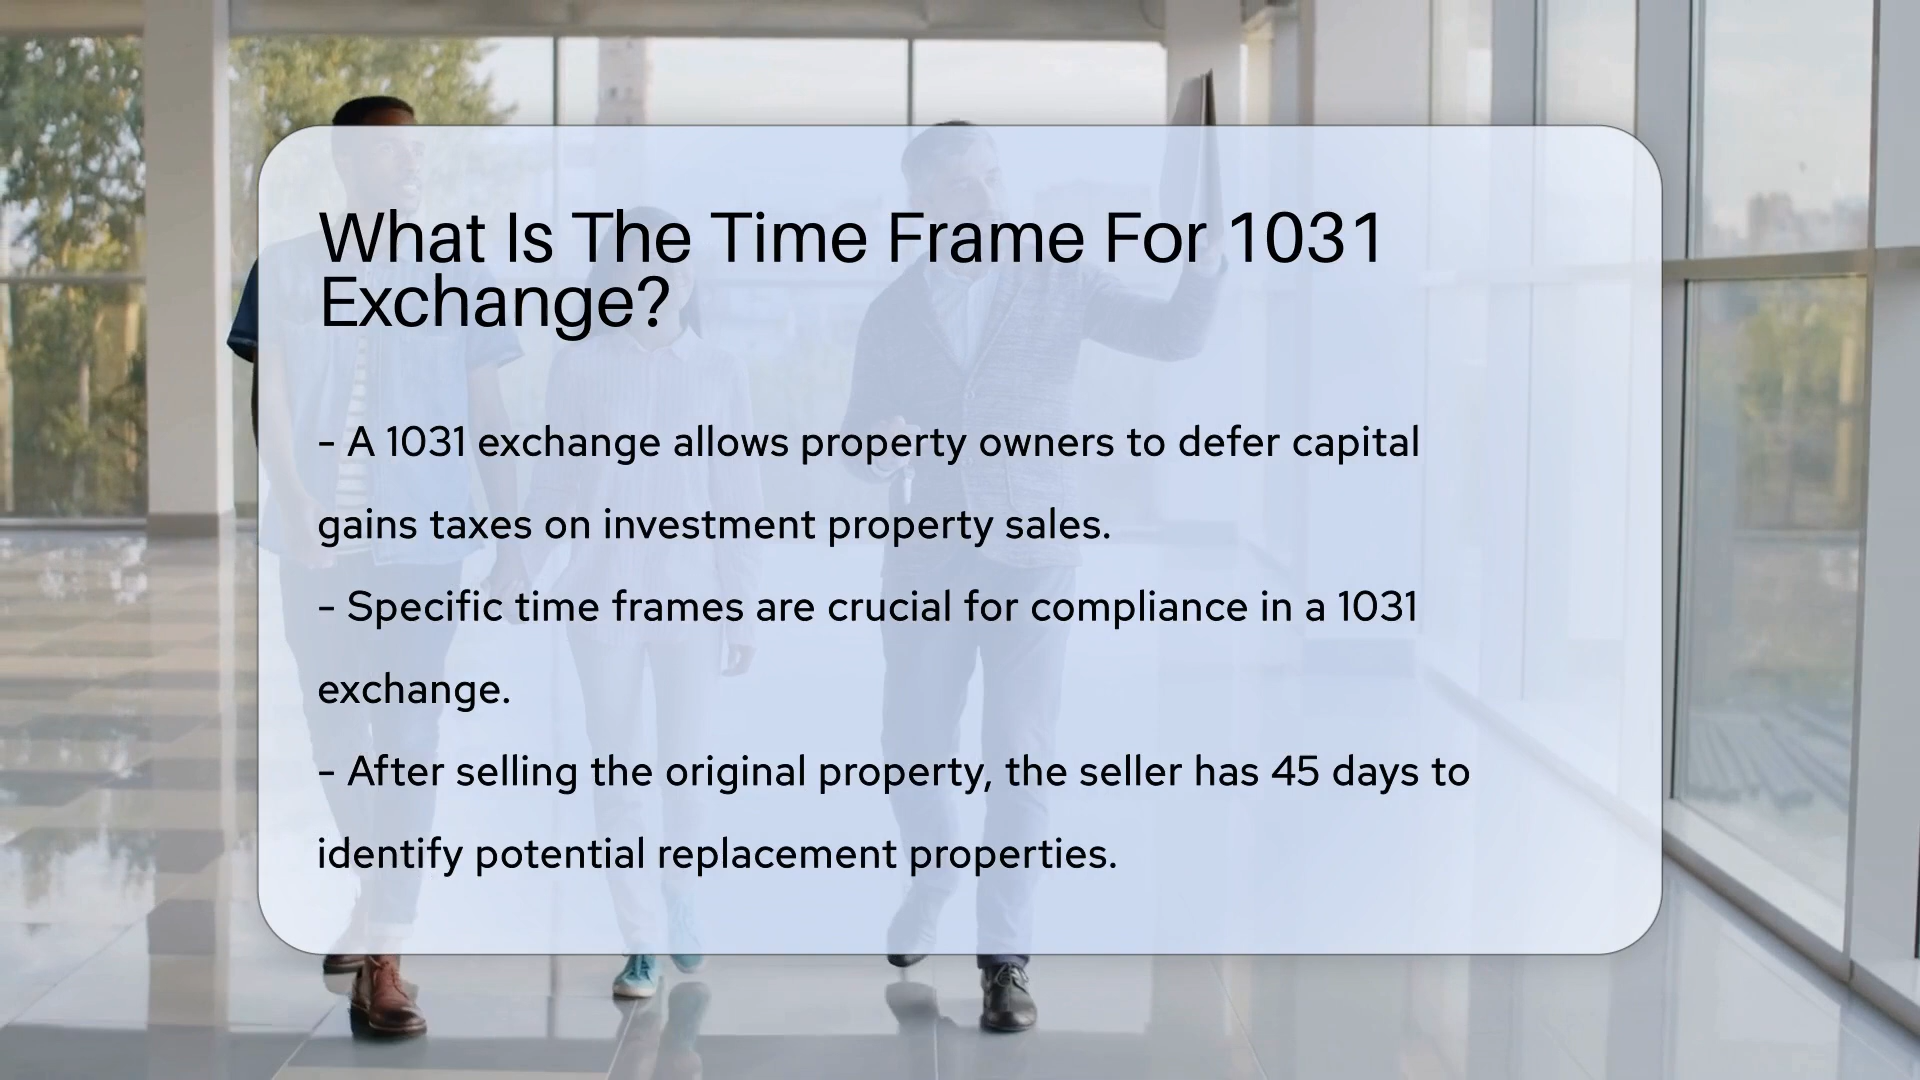 What Is The Time Frame For 1031
Exchange?
- A 1031 exchange allows property owners to defer capital
gains taxes on investment property sales.
- Specific time frames are crucial for compliance in a 1031
exchange.
- After selling the original property, the seller has 45 days to
identify potential replacement properties.